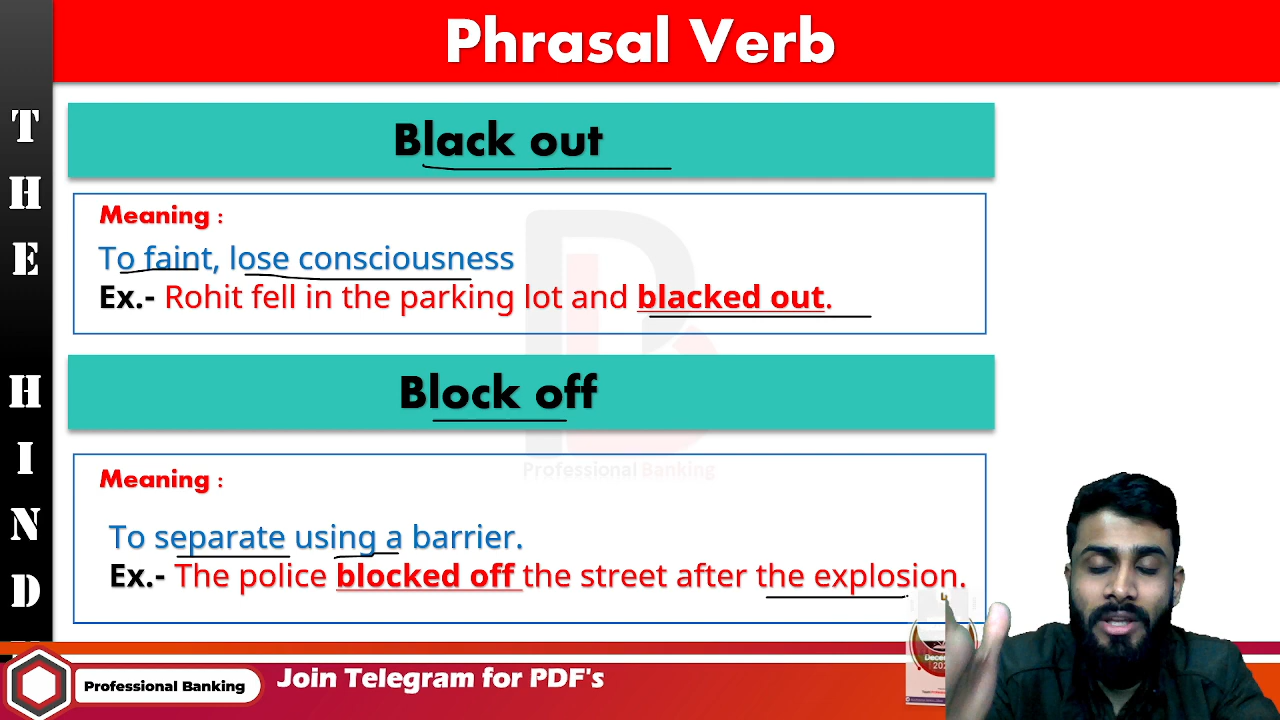 Phrasal Verb
THE HIND
Black out
Meaning :
To faint, lose consciousness
Ex.- Rohit fell in the parking lot and blacked out.
Block off
Professional Banking
Meaning :
To separate using a barrier.
Ex.- The police blocked off the street after the explosion.
Professional Banking
Join Telegram for PDF's